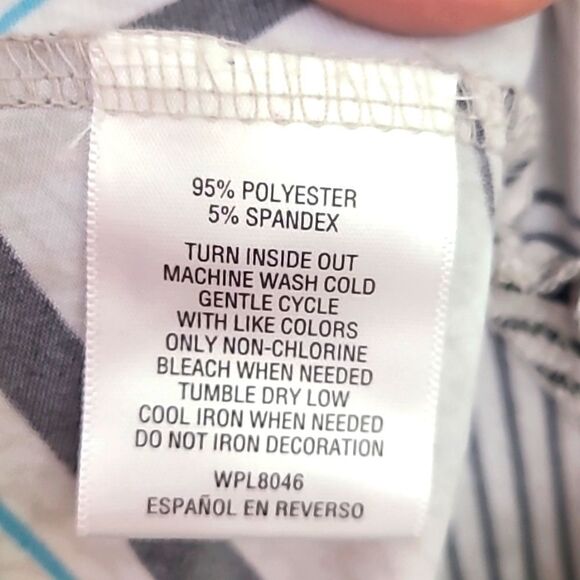 95% POLYESTER
5% SPANDEX
TURN INSIDE OUT
MACHINE WASH COLD
GENTLE CYCLE
WITH LIKE COLORS
ONLY NON-CHLORINE
BLEACH WHEN NEEDED
TUMBLE DRY LOW
COOL IRON WHEN NEEDED
DO NOT IRON DECORATION
WPL8046
ESPAÑOL EN REVERSO